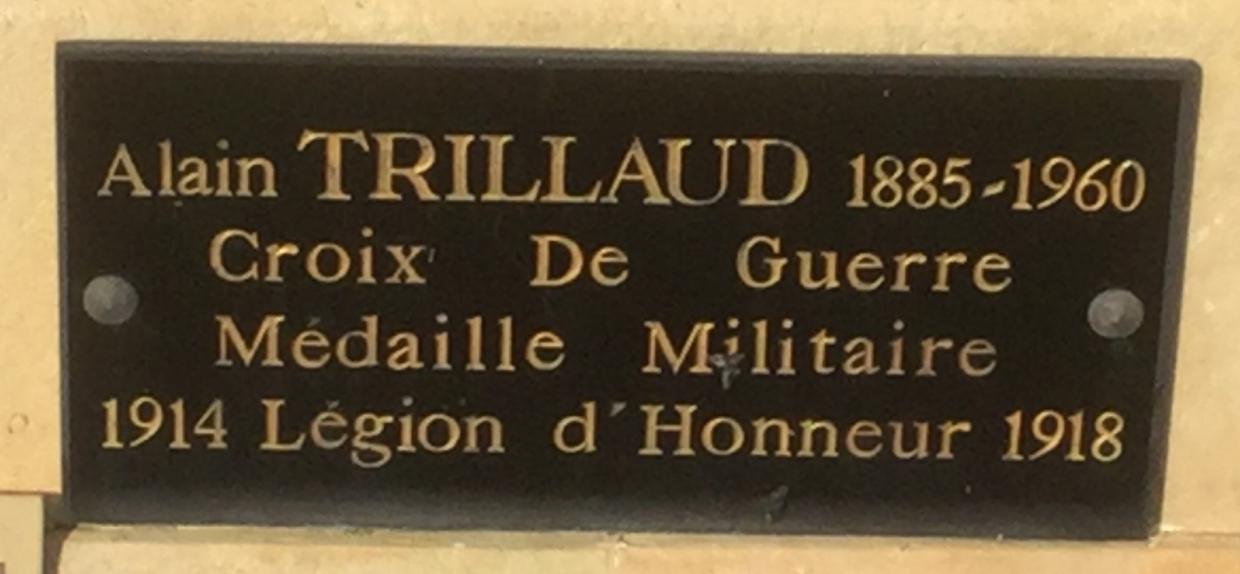 Alain TRILLAUD 1885-1960
Croix De Guerre
Médaille Militaire
1914 Légion d'Honneur 1918